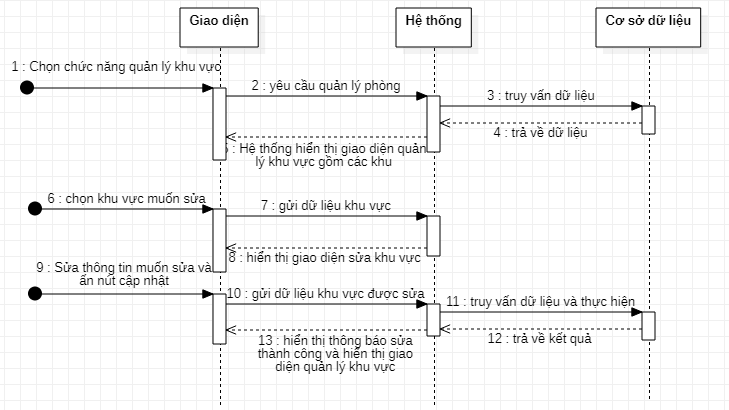 Giao diện
Hệ thống
Cơ sở dữ liệu
1 : Chọn chức năng quản lý khu vực
2 : yêu cầu quản lý phòng
3 : truy vấn dữ liệu
4 : trả về dữ liệu
: Hệ thống hiển thị giao diện quản
lý khu vực gồm các khu
6 : chọn khu vực muốn sửa
7 : gửi dữ liệu khu vực
8 : hiển thị giao diện sửa khu vực
9 : Sửa thông tin muốn sửa và
ấn nút cập nhật
10 : gửi dữ liệu khu vực được sửa
11 : truy vấn dữ liệu và thực hiện
12 : trả về kết quả
13 : hiển thị thông báo sửa
thành công và hiển thị giao
diện quản lý khu vực